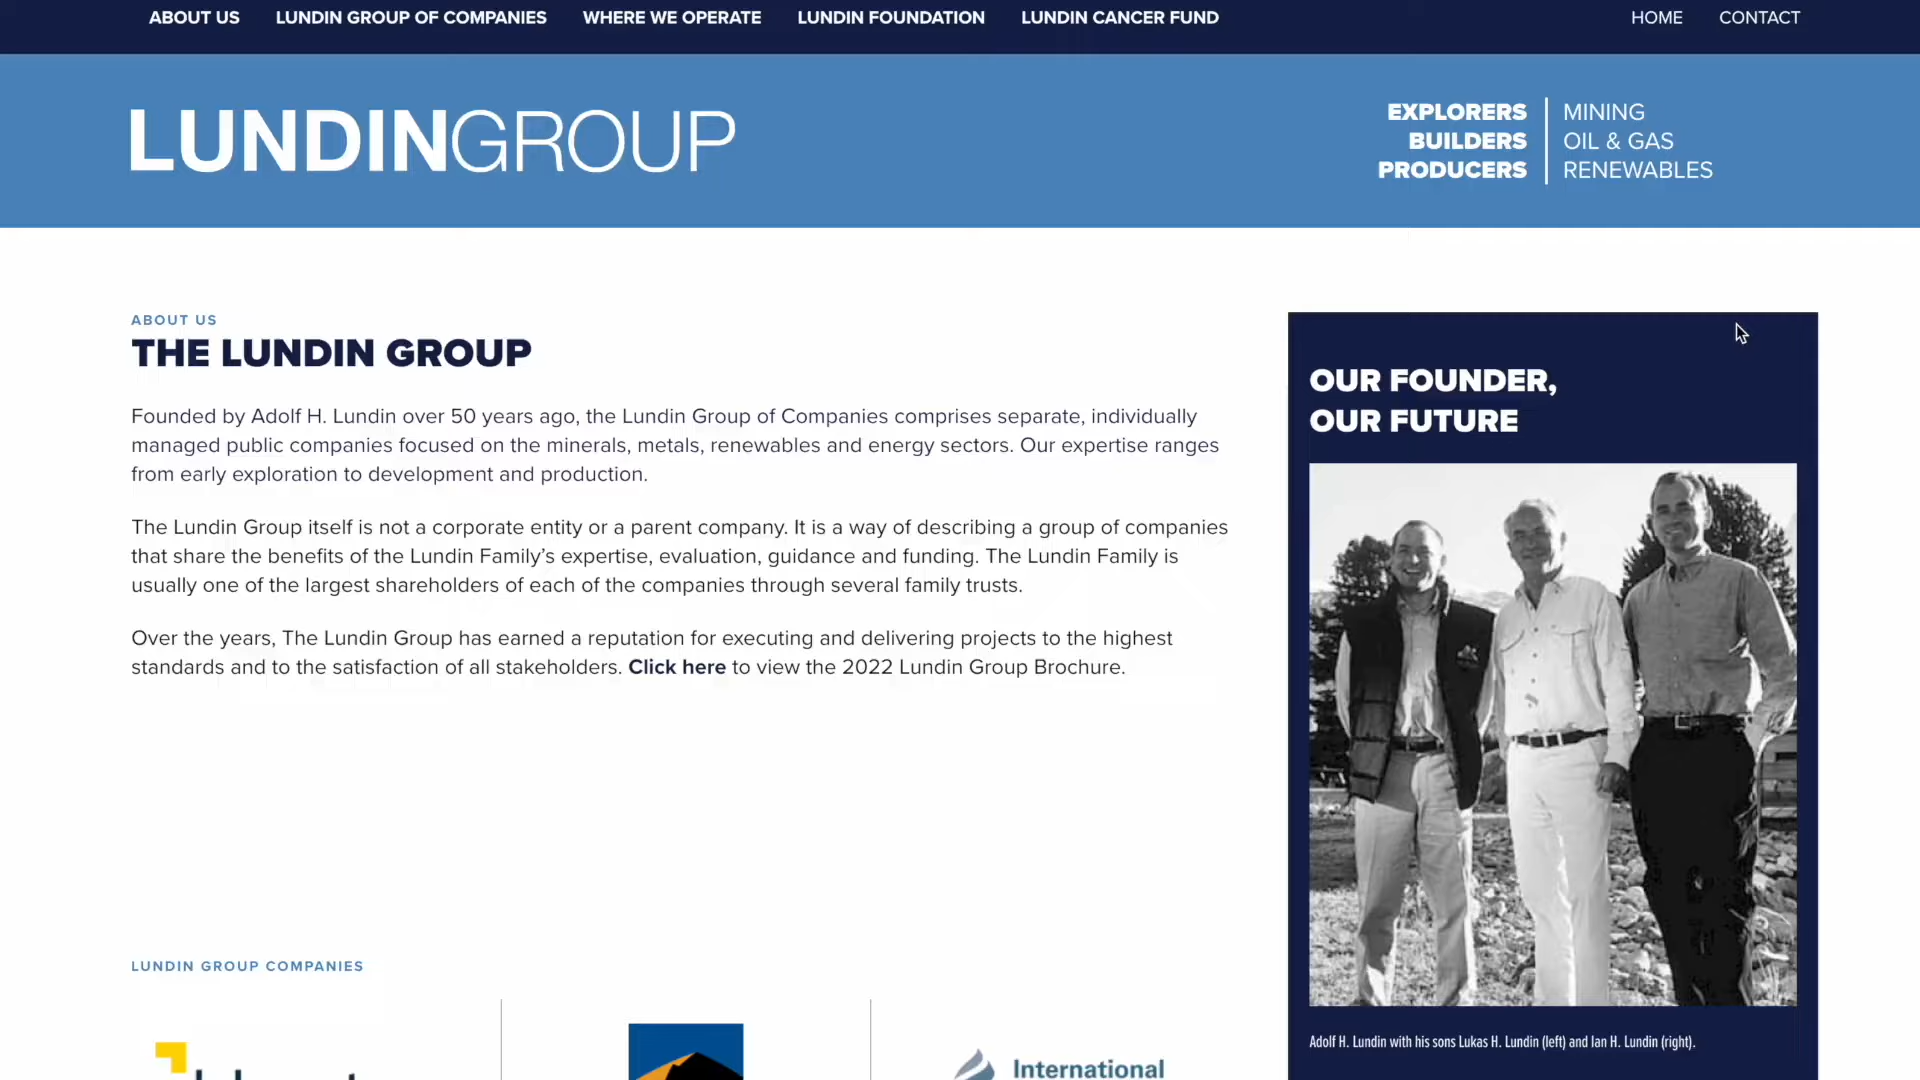 ABOUT US LUNDIN GROUP OF COMPANIES WHERE WE OPERATE LUNDIN FOUNDATION LUNDIN CANCER FUND HOME CONTACT
LUNDINGROUP
EXPLORERS MINING
BUILDERS OIL & GAS
PRODUCERS RENEWABLES
ABOUT US
THE LUNDIN GROUP
Founded by Adolf H. Lundin over 50 years ago, the Lundin Group of Companies comprises separate, individually
managed public companies focused on the minerals, metals, renewables and energy sectors. Our expertise ranges
from early exploration to development and production.
The Lundin Group itself is not a corporate entity or a parent company. It is a way of describing a group of companies
that share the benefits of the Lundin Family’s expertise, evaluation, guidance and funding. The Lundin Family is
usually one of the largest shareholders of each of the companies through several family trusts.
Over the years, The Lundin Group has earned a reputation for executing and delivering projects to the highest
standards and to the satisfaction of all stakeholders. Click here to view the 2022 Lundin Group Brochure.
OUR FOUNDER,
OUR FUTURE
Adolf H. Lundin with his sons Lukas H. Lundin (left) and Ian H. Lundin (right).
LUNDIN GROUP COMPANIES
International